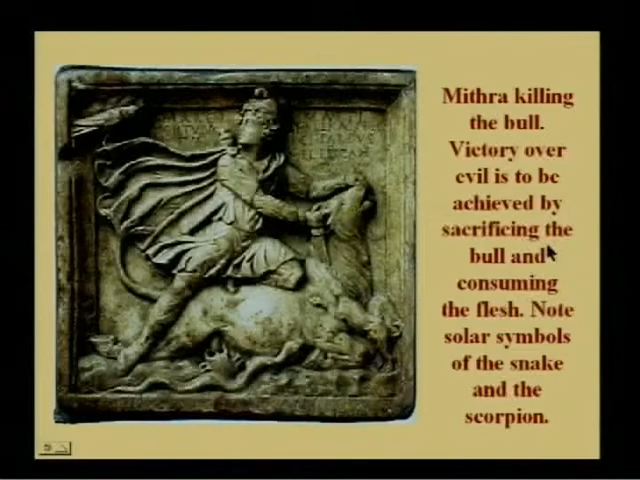 Mithra killing
the bull.
Victory over
evil is to be
achieved by
sacrificing the
bull and
consuming
the flesh. Note
solar symbols
of the snake
and the
scorpion.